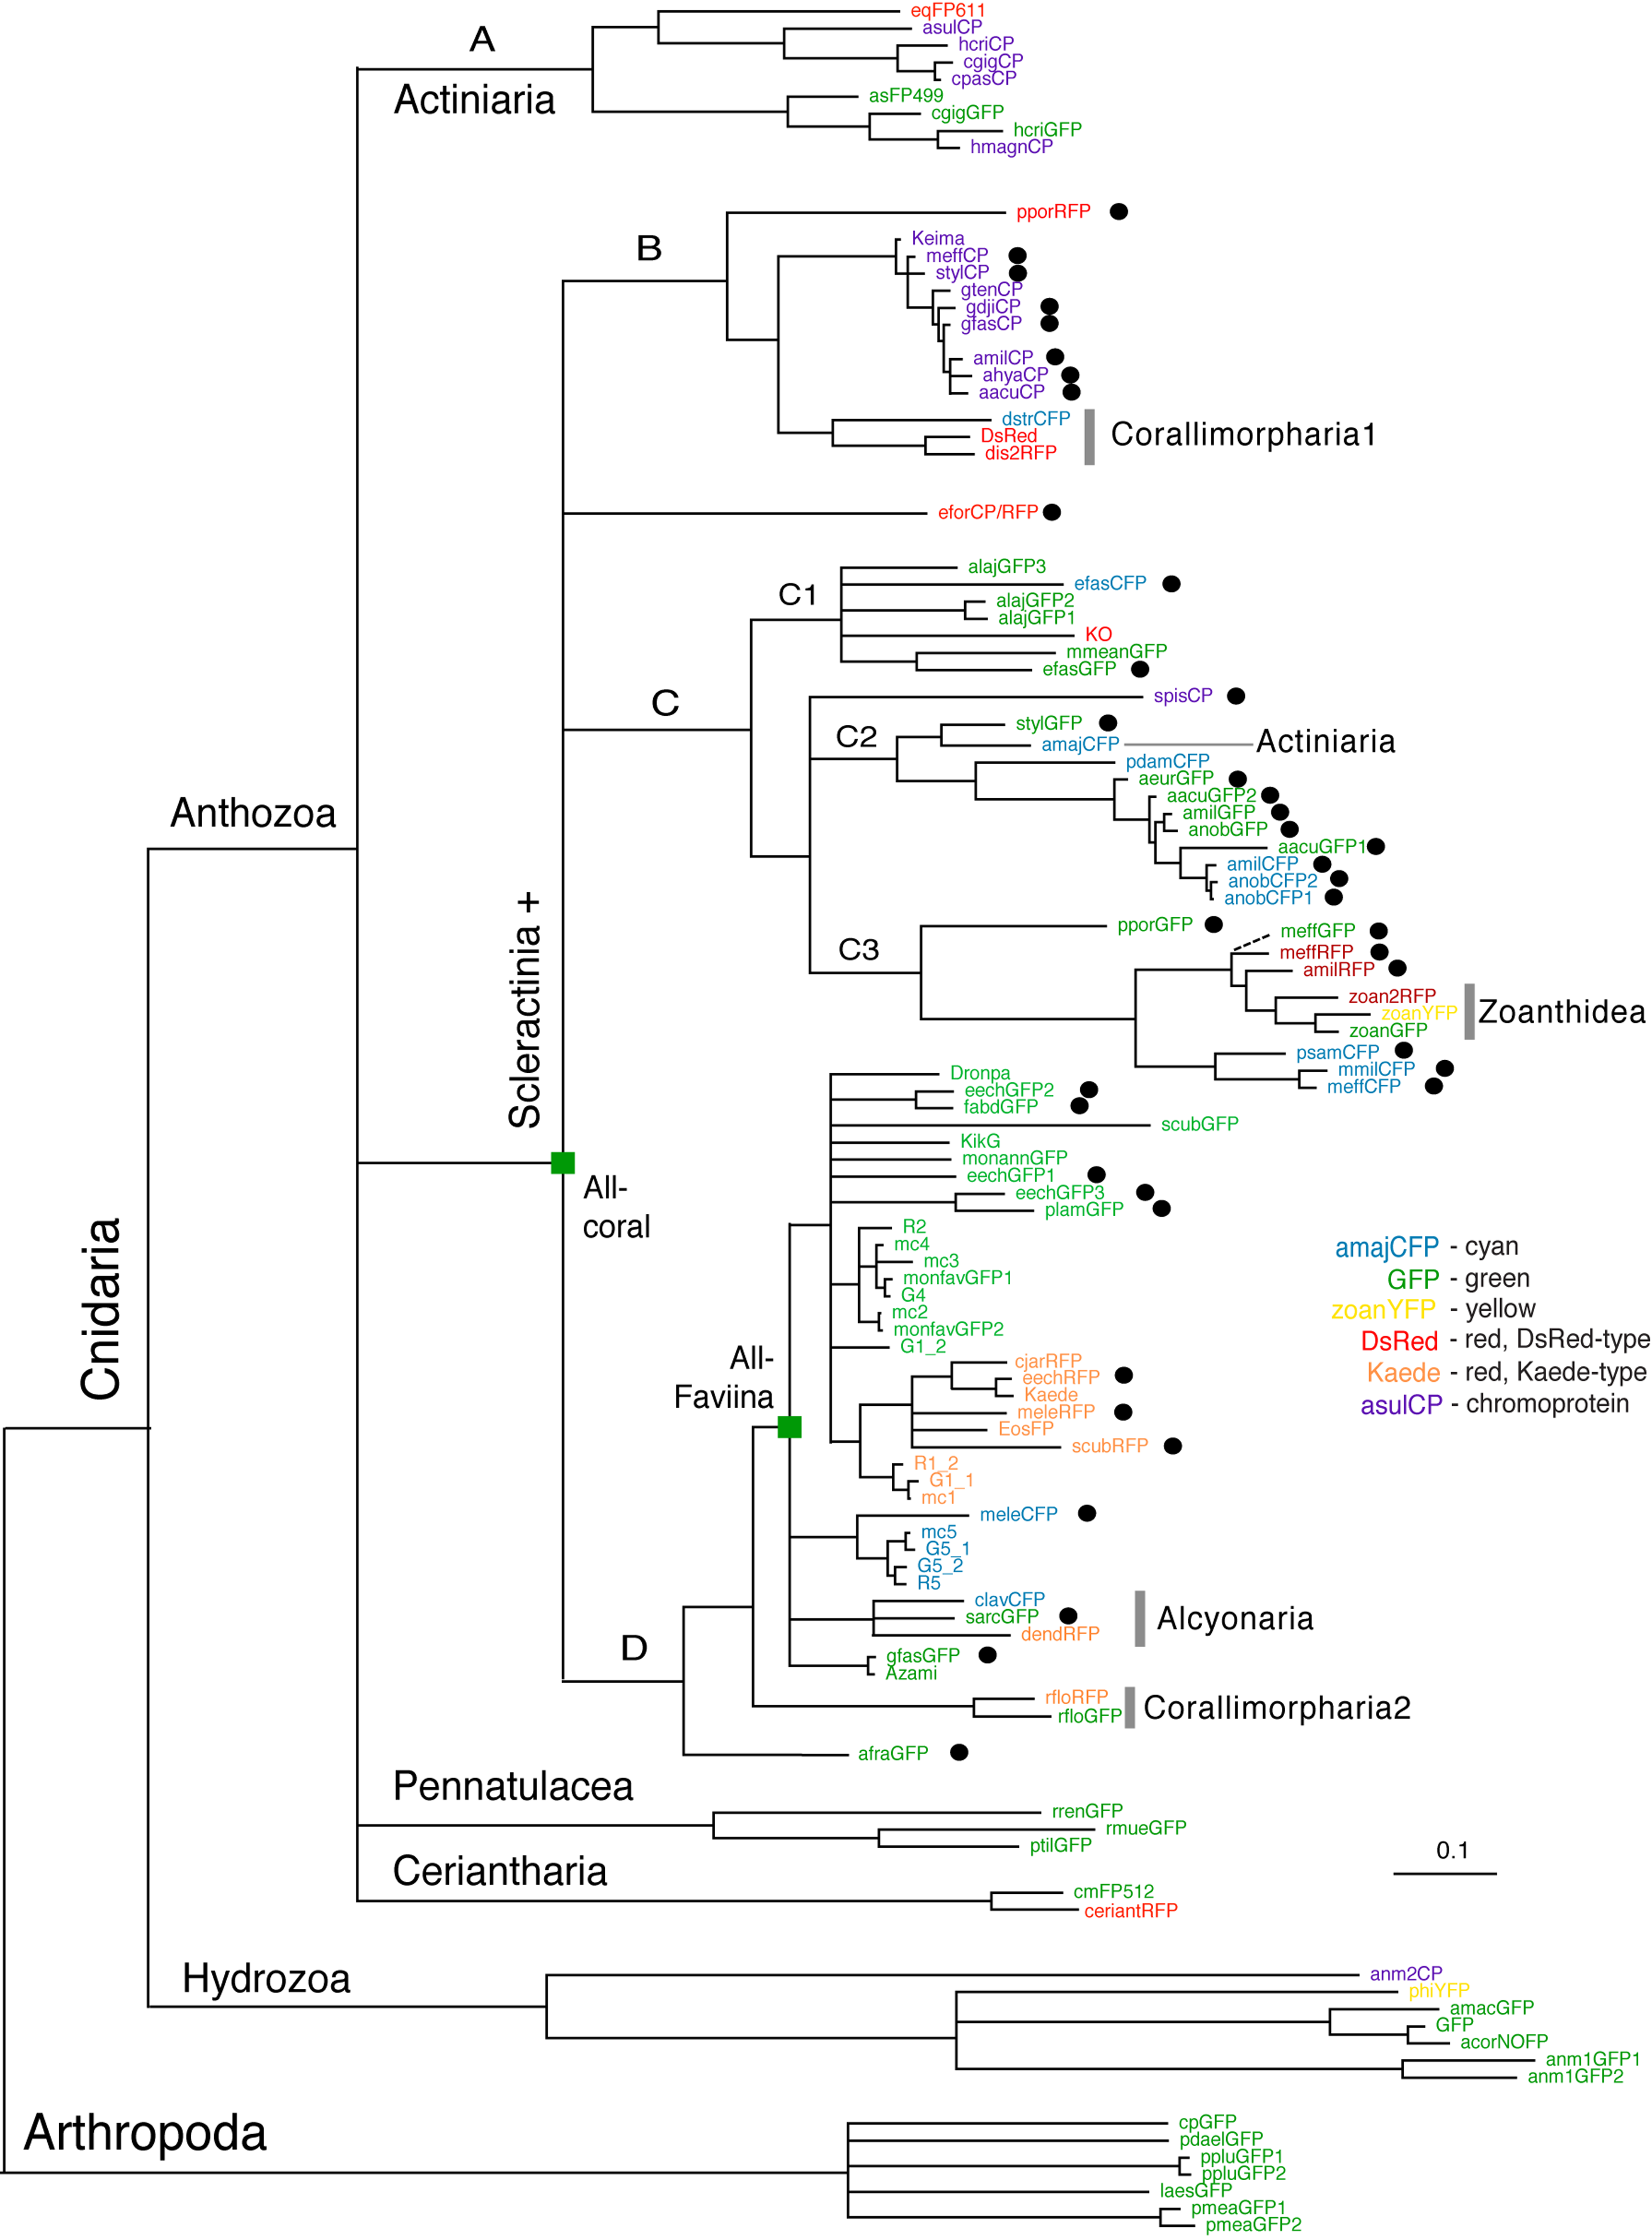 eqFP611
A
asulCP
hcriCP
cgigCP
cpasCP
Actiniaria
asFP499
cgigGFP
hcriGFP
hmagnCP
pporRFP
B
Keima
meffCP
stylCP
gtenCP
gdjiCP
gfasCP
amilCP
ahyaCP
aacuCP
dstrCFP
DsRed
dis2RFP
Corallimorpharia1
eforCP/RFP
alajGFP3
C1
efasCFP
alajGFP2
alajGFP1
KO
mmeanGFP
efasGFP
C
spisCP
C2
stylGFP
amajCFP
Actiniaria
pdamCFP
aeurGFP
aacuGFP2
amilGFP
anobGFP
aacuGFP1
amilCFP
anobCFP2
anobCFP1
Anthozoa
Scleractinia +
pporGFP
C3
meffGFP
meffRFP
amilRFP
zoan2RFP
zoanYFP
zoanGFP
Zoanthidea
psamCFP
mmilCFP
meffCFP
Dronpa
eechGFP2
fabdGFP
scubGFP
KikG
monannGFP
eechGFP1
eechGFP3
plamGFP
All-
coral
R2
mc4
mc3
monfavGFP1
G4
mc2
monfavGFP2
G1_2
Cnidaria
amajCFP - cyan
GFP - green
zoanYFP - yellow
DsRed - red, DsRed-type
Kaede - red, Kaede-type
asulCP - chromoprotein
All-
Faviina
cjarRFP
eechRFP
Kaede
meleRFP
EosFP
scubRFP
R1_2
G1_1
mc1
meleCFP
mc5
G5_1
G5_2
R5
clavCFP
sarcGFP
dendRFP
Alcyonaria
D
gfasGFP
Azami
rfloRFP
rfloGFP
Corallimorpharia2
afraGFP
Pennatulacea
rrenGFP
rmueGFP
ptilGFP
0.1
Ceriantharia
cmFP512
ceriantRFP
Hydrozoa
anm2CP
phiYFP
amacGFP
GFP
acorNOFP
anm1GFP1
anm1GFP2
Arthropoda
cpGFP
pdaelGFP
ppluGFP1
ppluGFP2
laesGFP
pmeaGFP1
pmeaGFP2